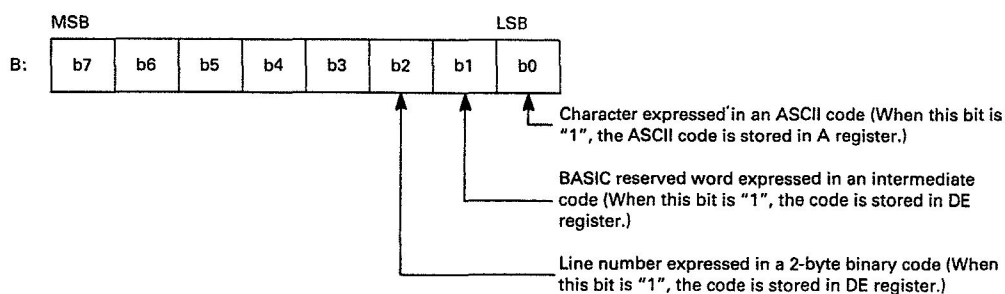 MSB LSB
B: b7 b6 b5 b4 b3 b2 b1 b0
Character expressed in an ASCII code (When this bit is
"1", the ASCII code is stored in A register.)
BASIC reserved word expressed in an intermediate
code (When this bit is "1", the code is stored in DE
register.)
Line number expressed in a 2-byte binary code (When
this bit is "1", the code is stored in DE register.)